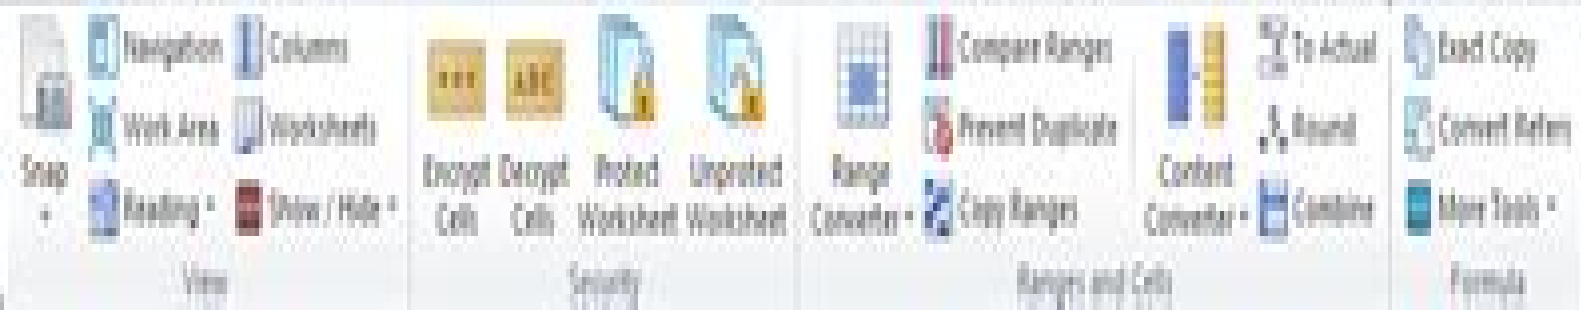 Snap
Navigation
Work Area
Reading
Columns
Worksheets
Show / Hide
View
ABC
Encrypt
Cells
Decrypt
Cells
Protect
Worksheet
Unprotect
Worksheet
Security
Range
Converter
Compare Ranges
Prevent Duplicate
Copy Ranges
Content
Converter
To Actual
Round
Combine
Ranges and Cells
Exact Copy
Convert Refers
More Tools
Formula